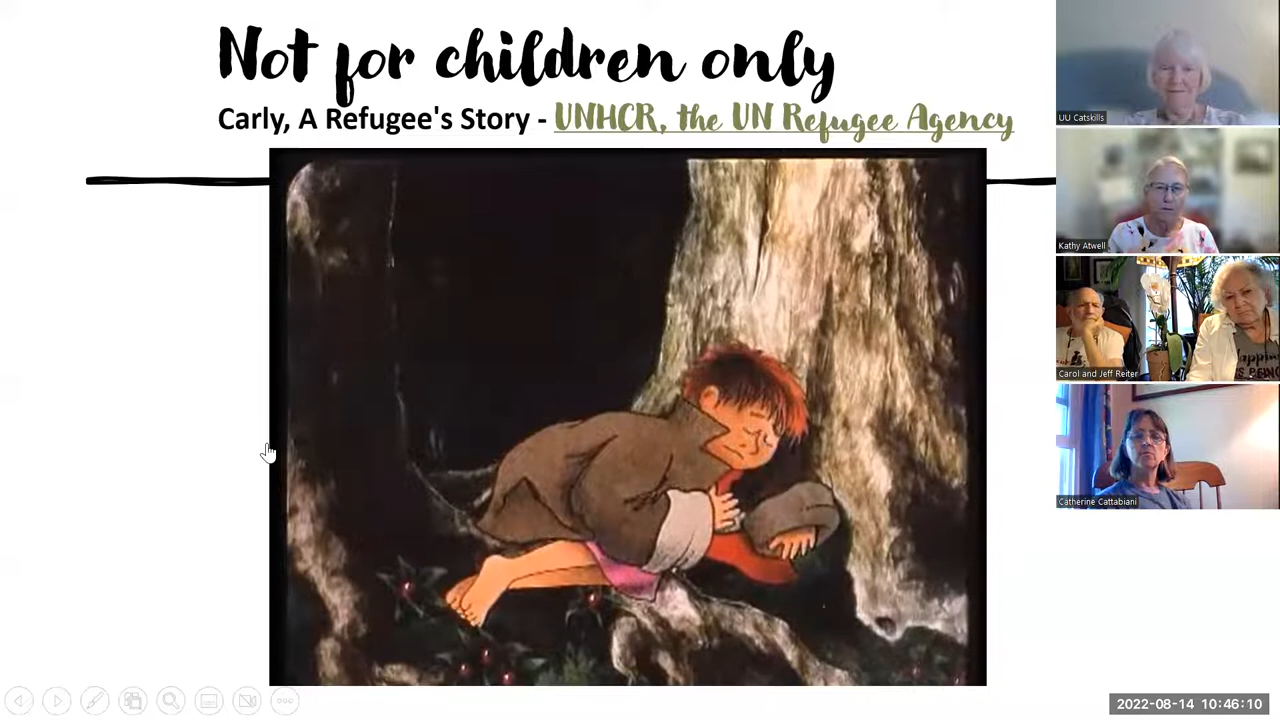 Not for children only
Carly, A Refugee's Story - UNHCR, the UN Refugee Agency
UU Catskills
Kathy Atwell
Carol and Jeff Reiter
Catherine Cattabiani
2022-08-14 10:46:10